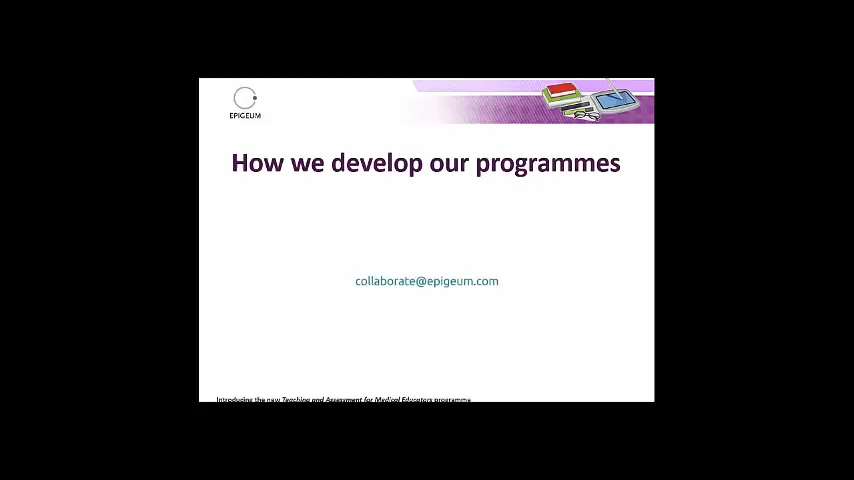 EPIGEUM
How we develop our programmes
collaborate@epigeum.com
Introducing the new Teaching and Assessment for Medical Educators programme